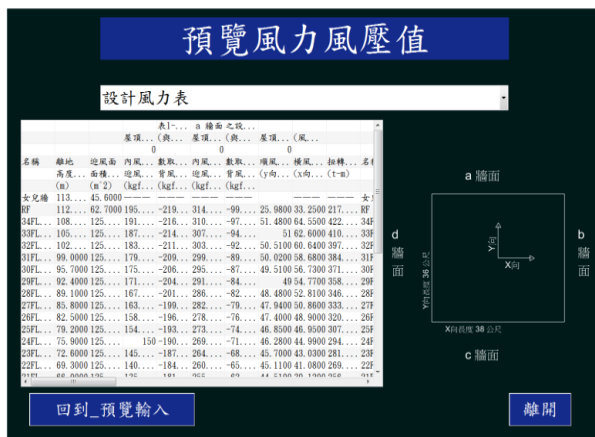 預覽風力風壓值
設計風力表
表1-... a 牆面之設...
屋頂... (與... 屋頂... (與... 屋頂... (風...
0 0 0
名稱 離地 迎風面 內風... 數取... 內風... 數取... 順風... 橫風... 扭轉... 名稱
高度... 面積... 迎風... 背風... 迎風... 背風... (y向... (x向... (t-m)
(m) (m^2) (kgf... (kgf... (kgf... (kgf...
女兒牆 113... 45.6000 ——— ——— ——— ———
RF 112... 62.7000 195... -219... 314... -99... 25.9800 33.2500 217... RF
34FL... 108... 125... 191... -216... 310... -97... 51.4800 64.5500 422... 34F
33FL... 105... 125... 187... -214... 307... -94... 51 62.6000 410... 33F
32FL... 102... 125... 183... -211... 303... -92... 50.5100 60.6400 397... 32F
31FL... 99.0000 125... 179... -209... 299... -89... 50.0200 58.6800 384... 31F
30FL... 95.7000 125... 175... -206... 295... -87... 49.5100 56.7300 371... 30F
29FL... 92.4000 125... 171... -204... 291... -84... 49 54.7700 358... 29F
28FL... 89.1000 125... 167... -201... 286... -82... 48.4800 52.8100 346... 28F
27FL... 85.8000 125... 163... -199... 282... -79... 47.9400 50.8600 333... 27F
26FL... 82.5000 125... 158... -196... 278... -76... 47.4000 48.9000 320... 26F
25FL... 79.2000 125... 154... -193... 273... -74... 46.8500 46.9500 307... 25F
24FL... 75.9000 125... 150 -190... 269... -71... 46.2800 44.9900 294... 24F
23FL... 72.6000 125... 145... -187... 264... -68... 45.7000 43.0300 281... 23F
22FL... 69.3000 125... 140... -184... 260... -65... 45.1100 41.0800 269... 22F
a 牆面
d 牆面
b 牆面
Y向
X向
Y向長度 36 公尺
X向長度 38 公尺
c 牆面
回到_預覽輸入
離開